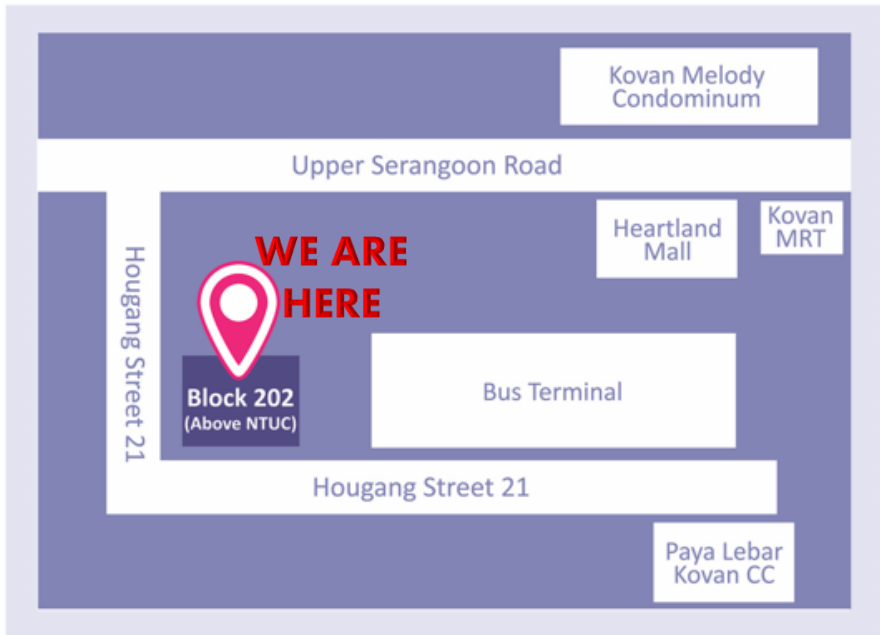 Kovan Melody
Condominum
Upper Serangoon Road
Heartland
Mall
Kovan
MRT
WE ARE
HERE
Hougang Street 21
Block 202
(Above NTUC)
Bus Terminal
Hougang Street 21
Paya Lebar
Kovan CC